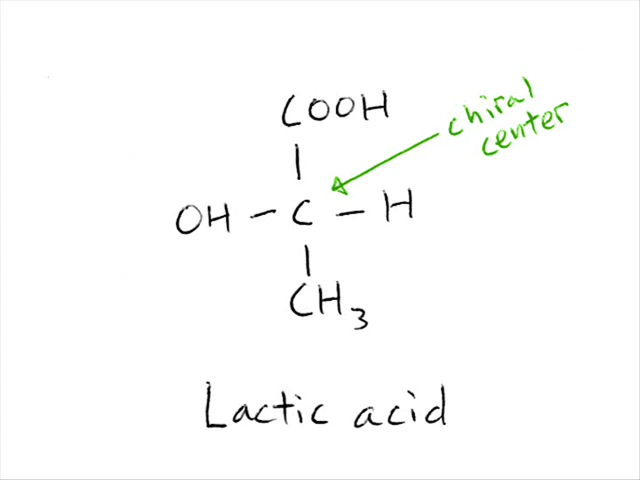 COOH
chiral
center
OH - C - H
CH3
Lactic acid